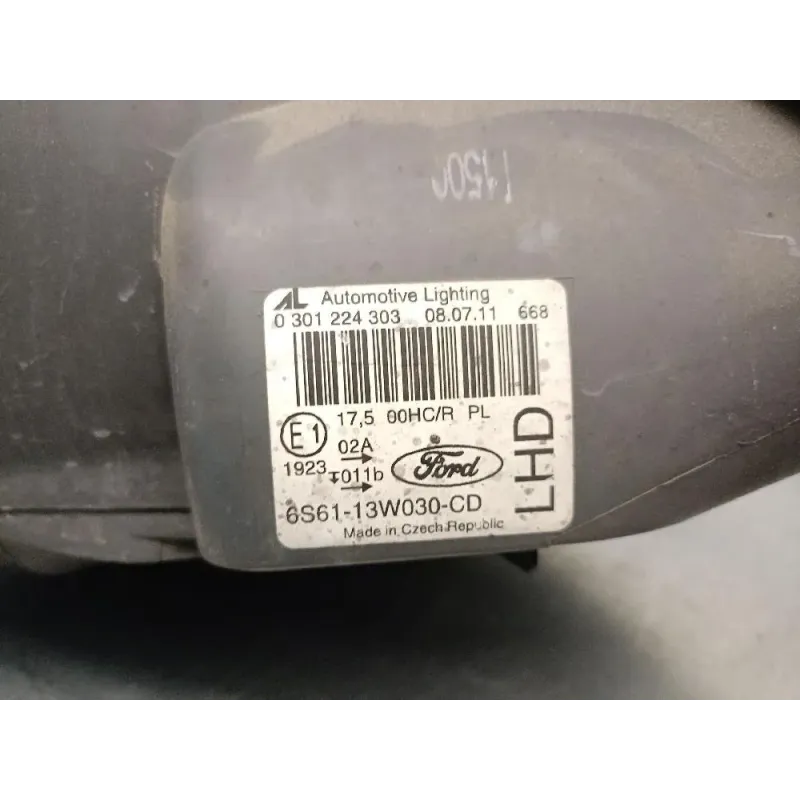 AL Automotive Lighting
0 301 224 303 08.07.11 668
17,5 00HC/R PL
E1
02A
1923
011b
Ford
6S61-13W030-CD
Made in Czech Republic
LHD